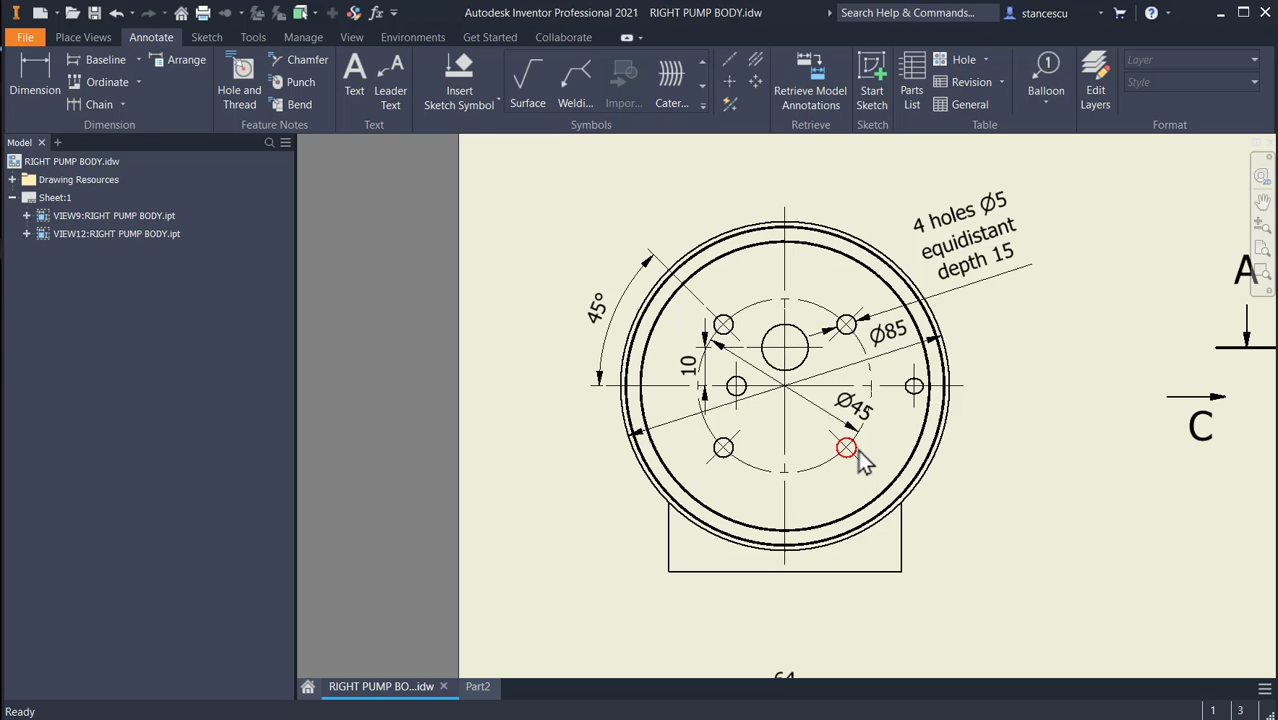 Autodesk Inventor Professional 2021 RIGHT PUMP BODY.idw
Search Help & Commands...
stancescu
File
Place Views
Annotate
Sketch
Tools
Manage
View
Environments
Get Started
Collaborate
Dimension
Baseline
Ordinate
Chain
Arrange
Dimension
Hole and
Thread
Chamfer
Punch
Bend
Feature Notes
Text
Leader
Text
Text
Insert
Sketch Symbol
Surface
Weldi...
Impor...
Cater...
Symbols
Retrieve Model
Annotations
Retrieve
Start
Sketch
Sketch
Parts
List
Hole
Revision
General
Table
1
Balloon
Edit
Layers
Layer
Style
Format
Model
RIGHT PUMP BODY.idw
Drawing Resources
Sheet:1
VIEW9:RIGHT PUMP BODY.ipt
VIEW12:RIGHT PUMP BODY.ipt
4 holes Ø5
equidistant
depth 15
45°
Ø85
10
Ø45
A
C
64
RIGHT PUMP BO...idw
Part2
Ready
1
3